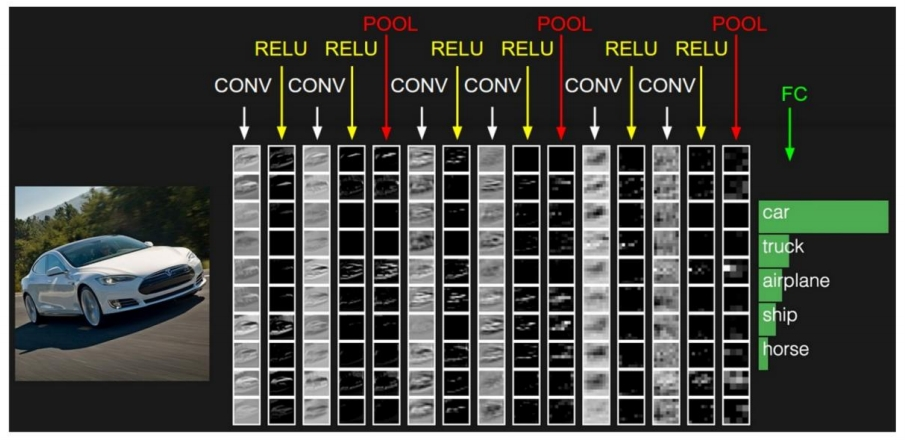 POOL POOL POOL
RELU RELU RELU RELU RELU RELU
CONV CONV CONV CONV CONV CONV
FC
car
truck
airplane
ship
horse